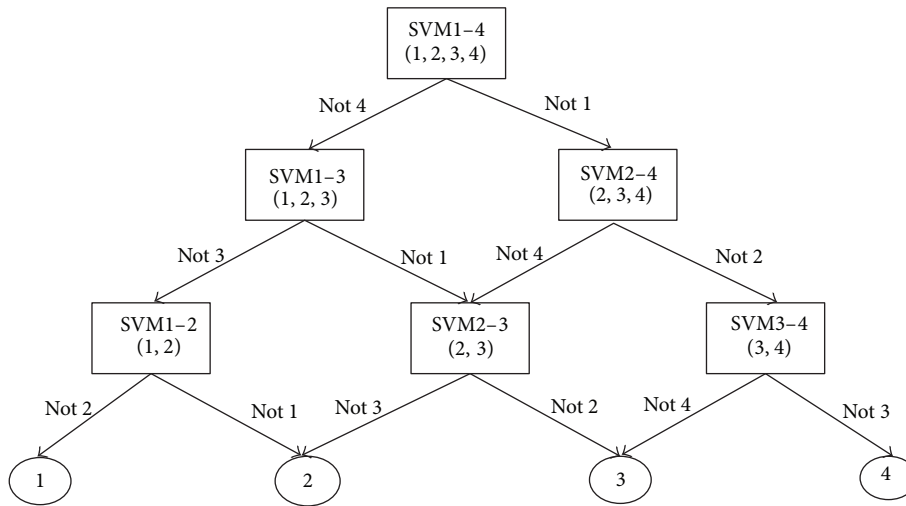 SVM1–4
(1, 2, 3, 4)
Not 4
Not 1
SVM1–3
(1, 2, 3)
SVM2–4
(2, 3, 4)
Not 3
Not 1
Not 4
Not 2
SVM1–2
(1, 2)
SVM2–3
(2, 3)
SVM3–4
(3, 4)
Not 2
Not 1
Not 3
Not 2
Not 4
Not 3
1
2
3
4